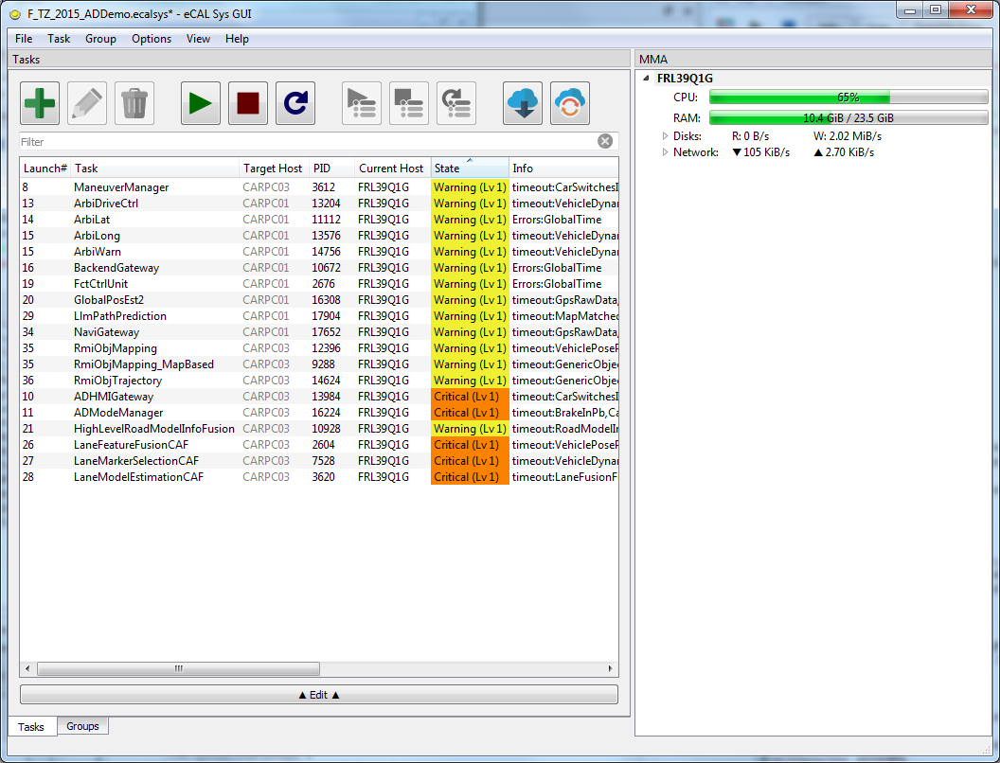 F_TZ_2015_ADDemo.ecalsys* - eCAL Sys GUI
File Task Group Options View Help
Tasks
Filter
Launch# Task Target Host PID Current Host State Info
8 ManeuverManager CARPC03 3612 FRL39Q1G Warning (Lv 1) timeout:CarSwitchesI
13 ArbiDriveCtrl CARPC01 13204 FRL39Q1G Warning (Lv 1) timeout:VehicleDynar
14 ArbiLat CARPC01 11112 FRL39Q1G Warning (Lv 1) Errors:GlobalTime
15 ArbiLong CARPC01 13576 FRL39Q1G Warning (Lv 1) timeout:VehicleDynar
15 ArbiWarn CARPC01 14756 FRL39Q1G Warning (Lv 1) timeout:VehicleDynar
16 BackendGateway CARPC01 10672 FRL39Q1G Warning (Lv 1) Errors:GlobalTime
19 FctCtrlUnit CARPC01 2676 FRL39Q1G Warning (Lv 1) Errors:GlobalTime
20 GlobalPosEst2 CARPC01 16308 FRL39Q1G Warning (Lv 1) timeout:GpsRawData,
29 LlmPathPrediction CARPC01 17904 FRL39Q1G Warning (Lv 1) timeout:MapMatched
34 NaviGateway CARPC01 17652 FRL39Q1G Warning (Lv 1) timeout:GpsRawData,
35 RmiObjMapping CARPC03 12396 FRL39Q1G Warning (Lv 1) timeout:VehiclePoseP
35 RmiObjMapping_MapBased CARPC03 9288 FRL39Q1G Warning (Lv 1) timeout:GenericObjec
36 RmiObjTrajectory CARPC03 14624 FRL39Q1G Warning (Lv 1) timeout:GenericObjec
10 ADHMIGateway CARPC03 13984 FRL39Q1G Critical (Lv 1) timeout:CarSwitchesI
11 ADModeManager CARPC03 16224 FRL39Q1G Critical (Lv 1) timeout:BrakeInPb,Ca
21 HighLevelRoadModelInfoFusion CARPC03 10928 FRL39Q1G Warning (Lv 1) timeout:RoadModelIn
26 LaneFeatureFusionCAF CARPC03 2604 FRL39Q1G Critical (Lv 1) timeout:VehiclePoseP
27 LaneMarkerSelectionCAF CARPC03 7528 FRL39Q1G Critical (Lv 1) timeout:VehicleDynar
28 LaneModelEstimationCAF CARPC03 3620 FRL39Q1G Critical (Lv 1) timeout:LaneFusionF
▲ Edit ▲
Tasks Groups
MMA
FRL39Q1G
CPU: 65%
RAM: 10.4 GiB / 23.5 GiB
Disks: R: 0 B/s W: 2.02 MiB/s
Network: ▼ 105 KiB/s ▲ 2.70 KiB/s